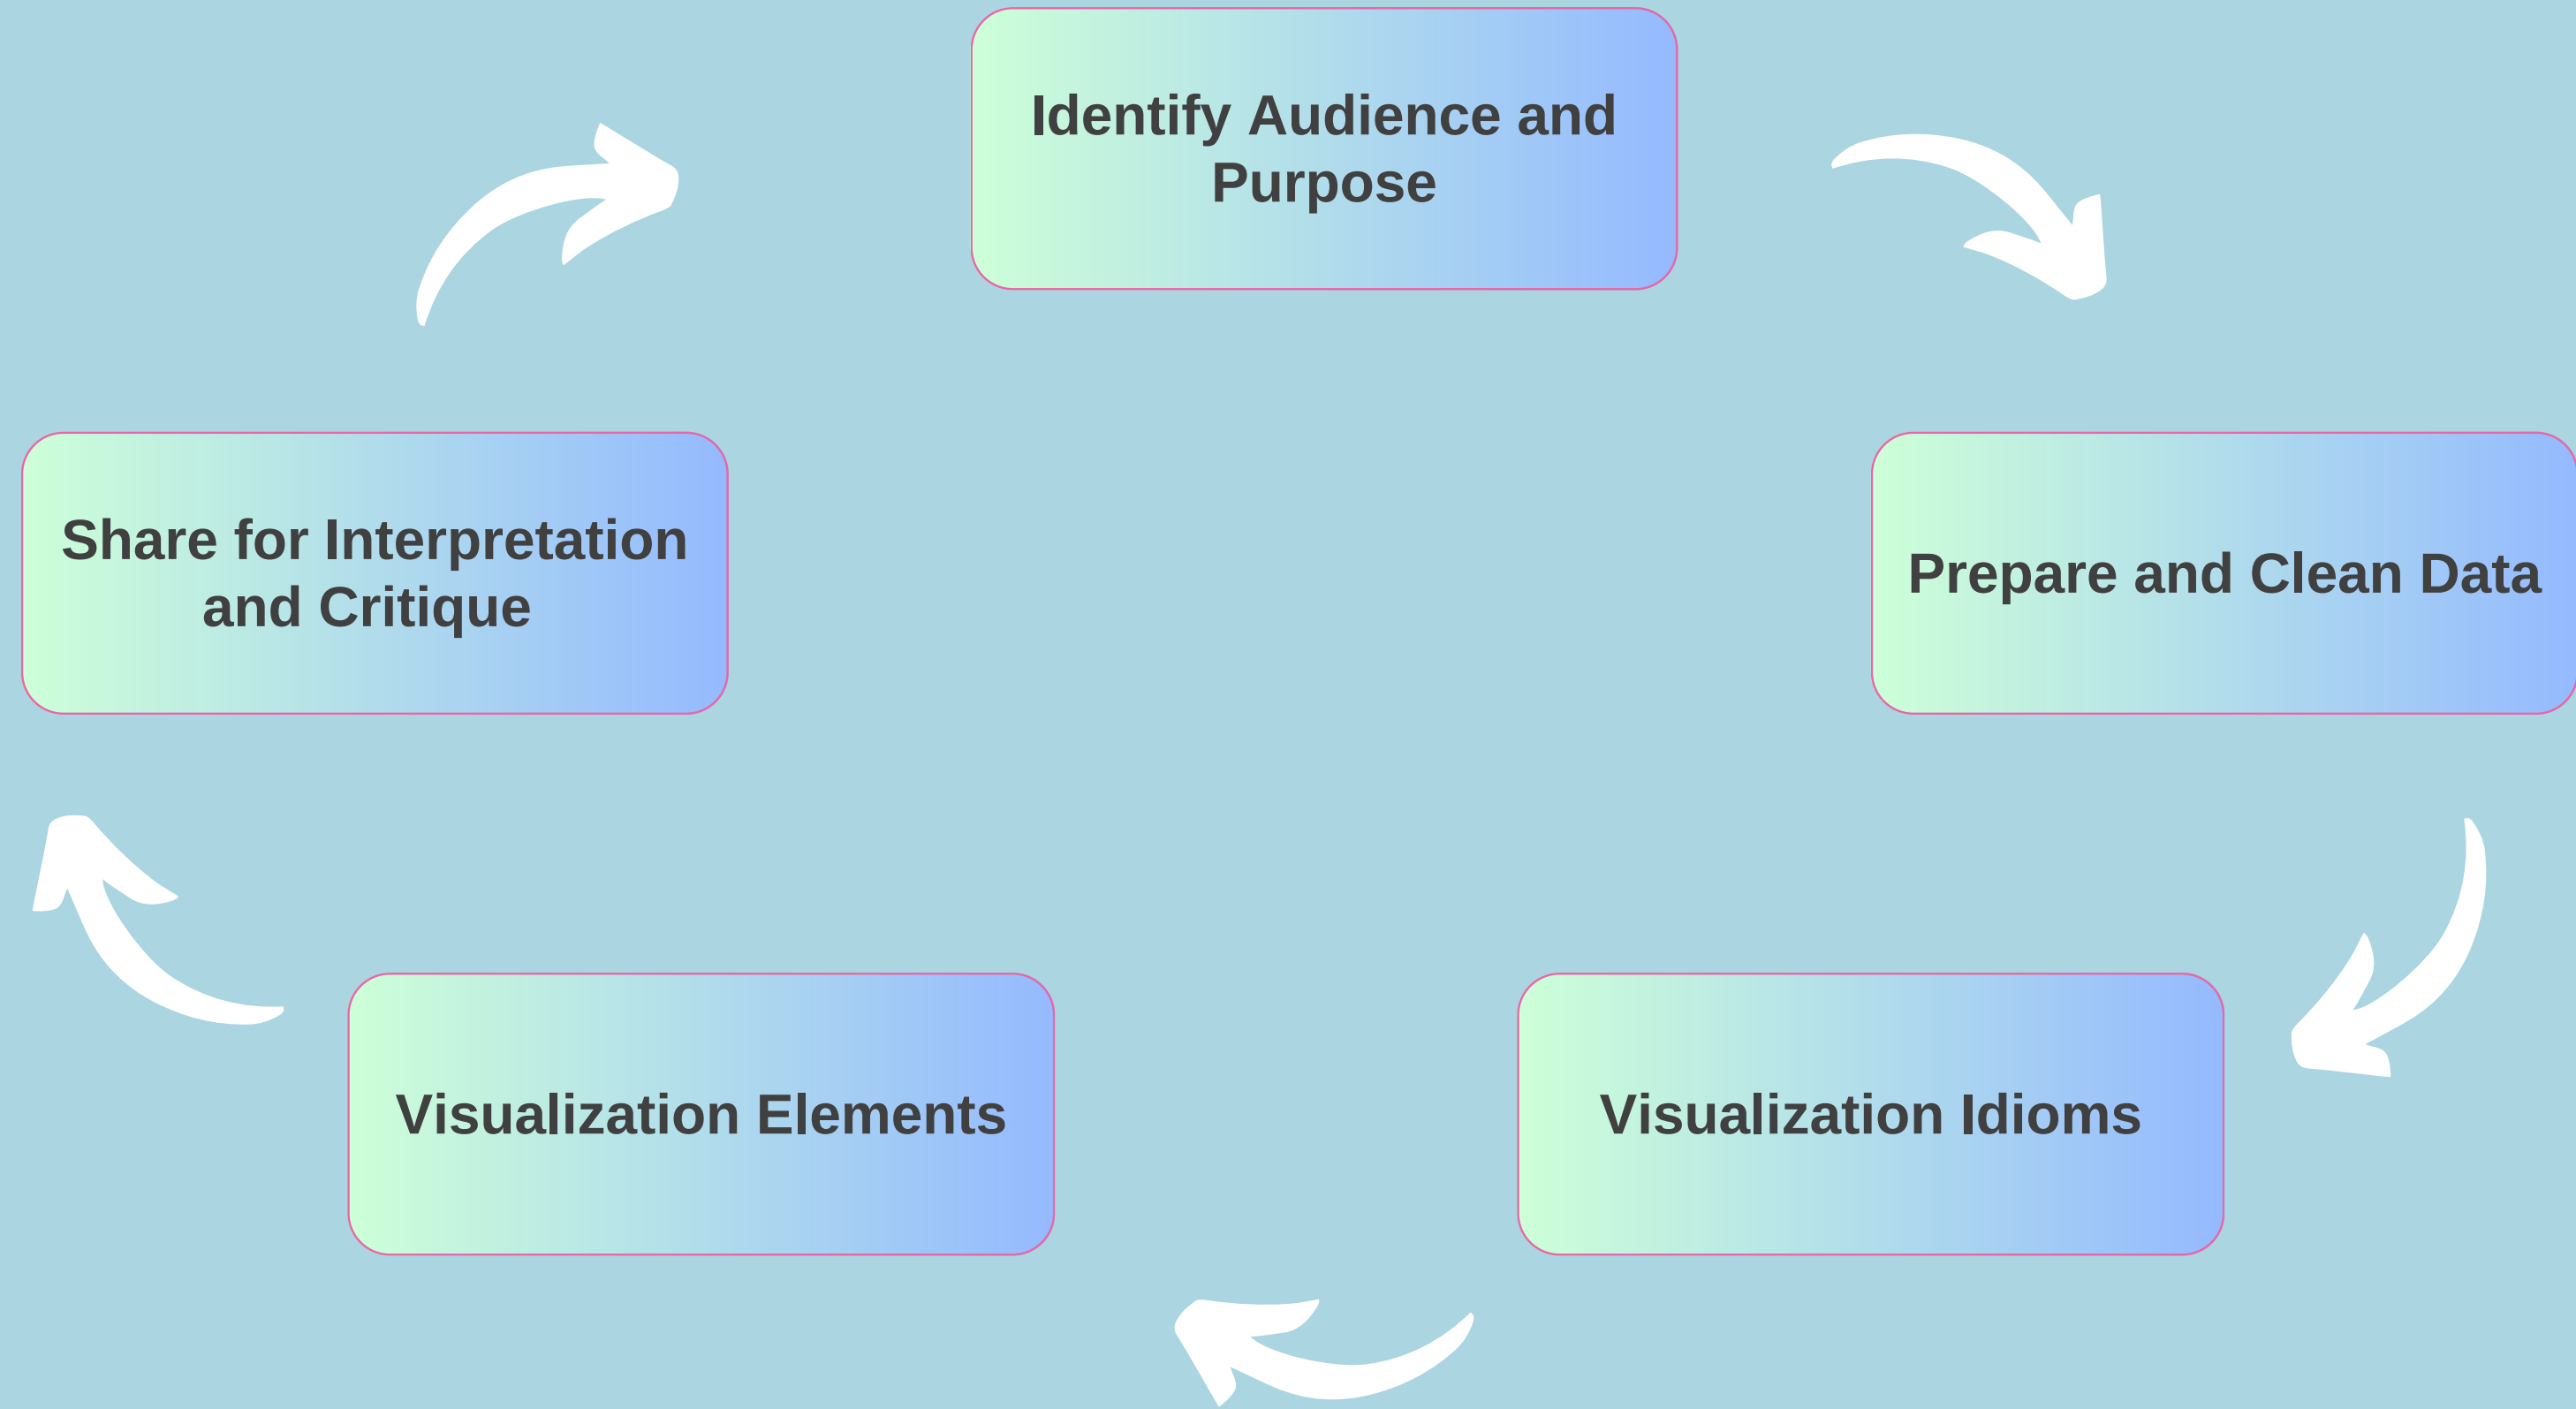 Identify Audience and
Purpose
Share for Interpretation
and Critique
Prepare and Clean Data
Visualization Elements
Visualization Idioms